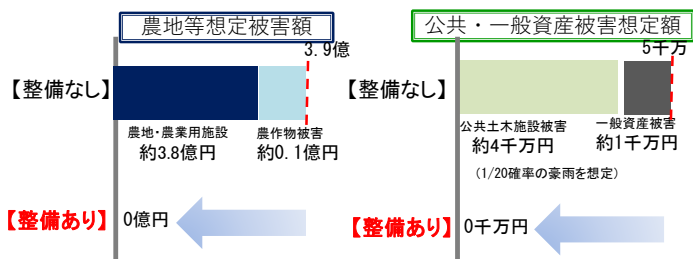 農地等想定被害額
3.9億
【整備なし】
農地・農業用施設
約3.8億円
農作物被害
約0.1億円
【整備あり】
0億円
公共・一般資産被害想定額
5千万
【整備なし】
公共土木施設被害
約4千万円
一般資産被害
約1千万円
（1/20確率の豪雨を想定）
【整備あり】
0千万円